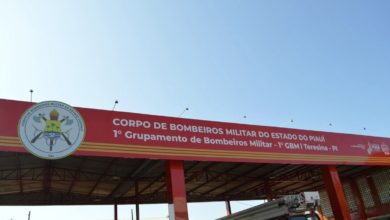 CORPO DE BOMBEIROS MILITAR DO ESTADO DO PIAUÍ
1º Grupamento de Bombeiros Militar - 1º GBM / Teresina - PI